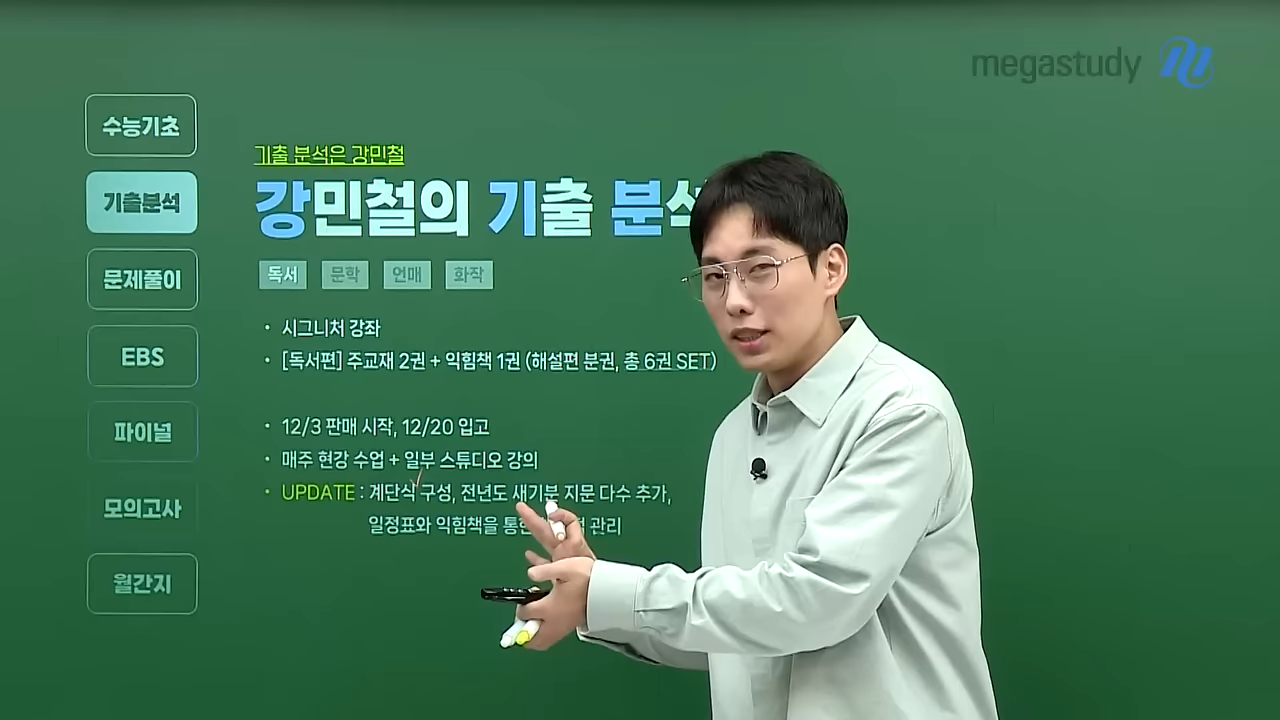 megastudy
수능기초
기출분석
문제풀이
EBS
파이널
모의고사
월간지
기출 분석은 강민철
강민철의 기출 분석
독서 문학 언매 화작
• 시그니처 강좌
• [독서편] 주교재 2권 + 익힘책 1권 (해설편 분권, 총 6권 SET)
• 12/3 판매 시작, 12/20 입고
• 매주 현강 수업 + 일부 스튜디오 강의
• UPDATE : 계단식 구성, 전년도 새기분 지문 다수 추가,
일정표와 익힘책을 통한 관리